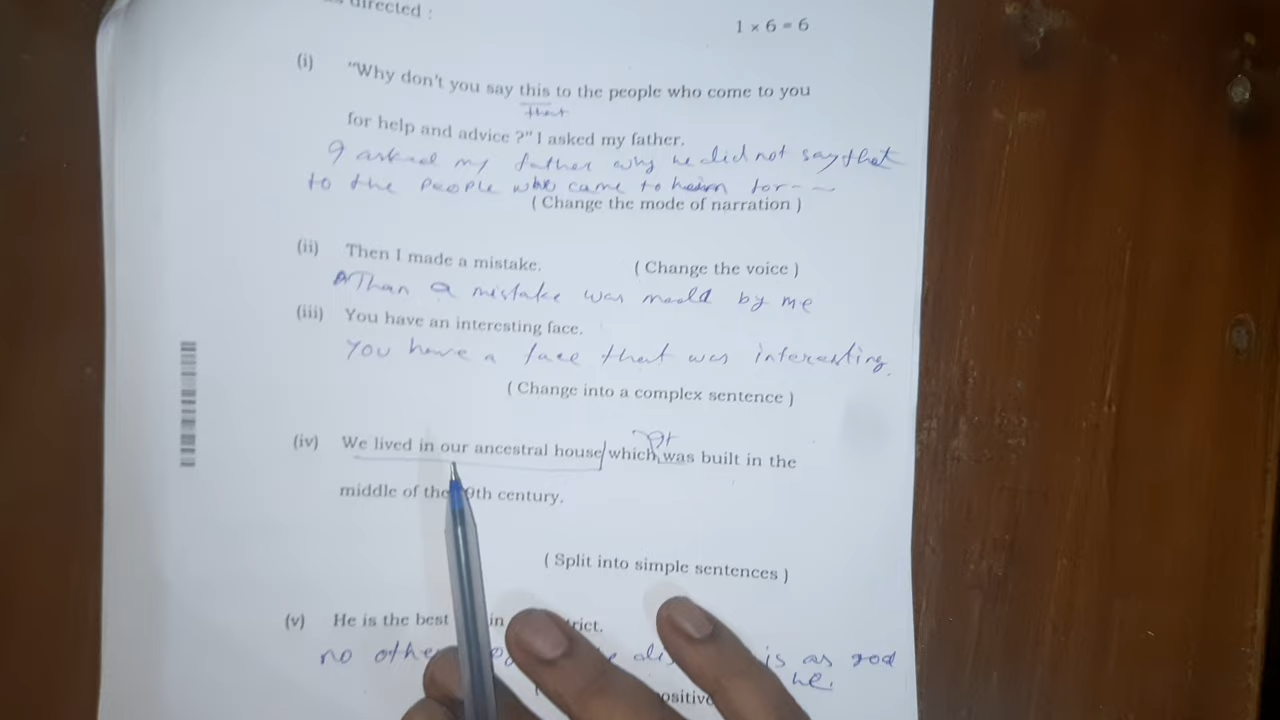 directed :
1 × 6 = 6
(i) "Why don't you say this to the people who come to you
that
for help and advice ?" I asked my father.
I asked my father why he did not say that
to the people who came to him for --~
( Change the mode of narration )
(ii) Then I made a mistake. ( Change the voice )
Than a mistake was made by me
(iii) You have an interesting face.
You have a face that was interesting.
( Change into a complex sentence )
It
(iv) We lived in our ancestral house/which was built in the
middle of the 9th century.
( Split into simple sentences )
(v) He is the best in trict.
no other is as good
he.
positive